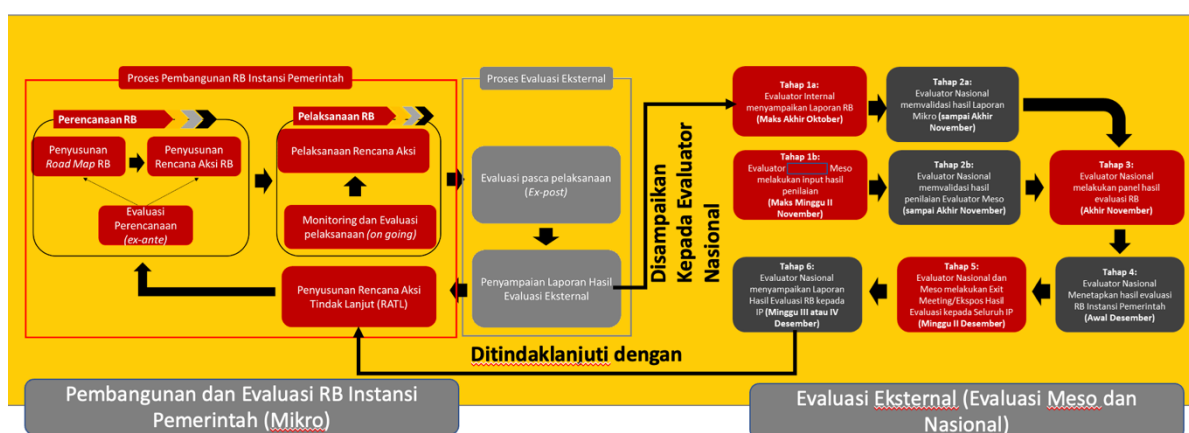 Proses Pembangunan RB Instansi Pemerintah
Perencanaan RB
Penyusunan
Road Map RB
Penyusunan
Rencana Aksi RB
Evaluasi
Perencanaan
(ex-ante)
Pelaksanaan RB
Pelaksanaan Rencana Aksi
Monitoring dan Evaluasi
pelaksanaan (on going)
Penyusunan Rencana Aksi
Tindak Lanjut (RATL)
Proses Evaluasi Eksternal
Evaluasi pasca pelaksanaan
(Ex-post)
Penyampaian Laporan Hasil
Evaluasi Eksternal
Disampaikan
Kepada Evaluator
Nasional
Tahap 1a:
Evaluator Internal
menyampaikan Laporan RB
(Maks Akhir Oktober)
Tahap 2a:
Evaluator Nasional
memvalidasi hasil Laporan
Mikro (sampai Akhir
November)
Tahap 1b:
Evaluator Meso
melakukan input hasil
penilaian
(Maks Minggu II
November)
Tahap 2b:
Evaluator Nasional
memvalidasi hasil
penilaian Evaluator Meso
(sampai Akhir November)
Tahap 3:
Evaluator Nasional
melakukan panel hasil
evaluasi RB
(Akhir November)
Tahap 6:
Evaluator Nasional
menyampaikan Laporan
Hasil Evaluasi RB kepada
IP (Minggu III atau IV
Desember)
Tahap 5:
Evaluator Nasional dan
Meso melakukan Exit
Meeting/Ekspos Hasil
Evaluasi kepada Seluruh IP
(Minggu II Desember)
Tahap 4:
Evaluator Nasional
Menetapkan hasil evaluasi
RB Instansi Pemerintah
(Awal Desember)
Ditindaklanjuti dengan
Pembangunan dan Evaluasi RB Instansi
Pemerintah (Mikro)
Evaluasi Eksternal (Evaluasi Meso dan
Nasional)